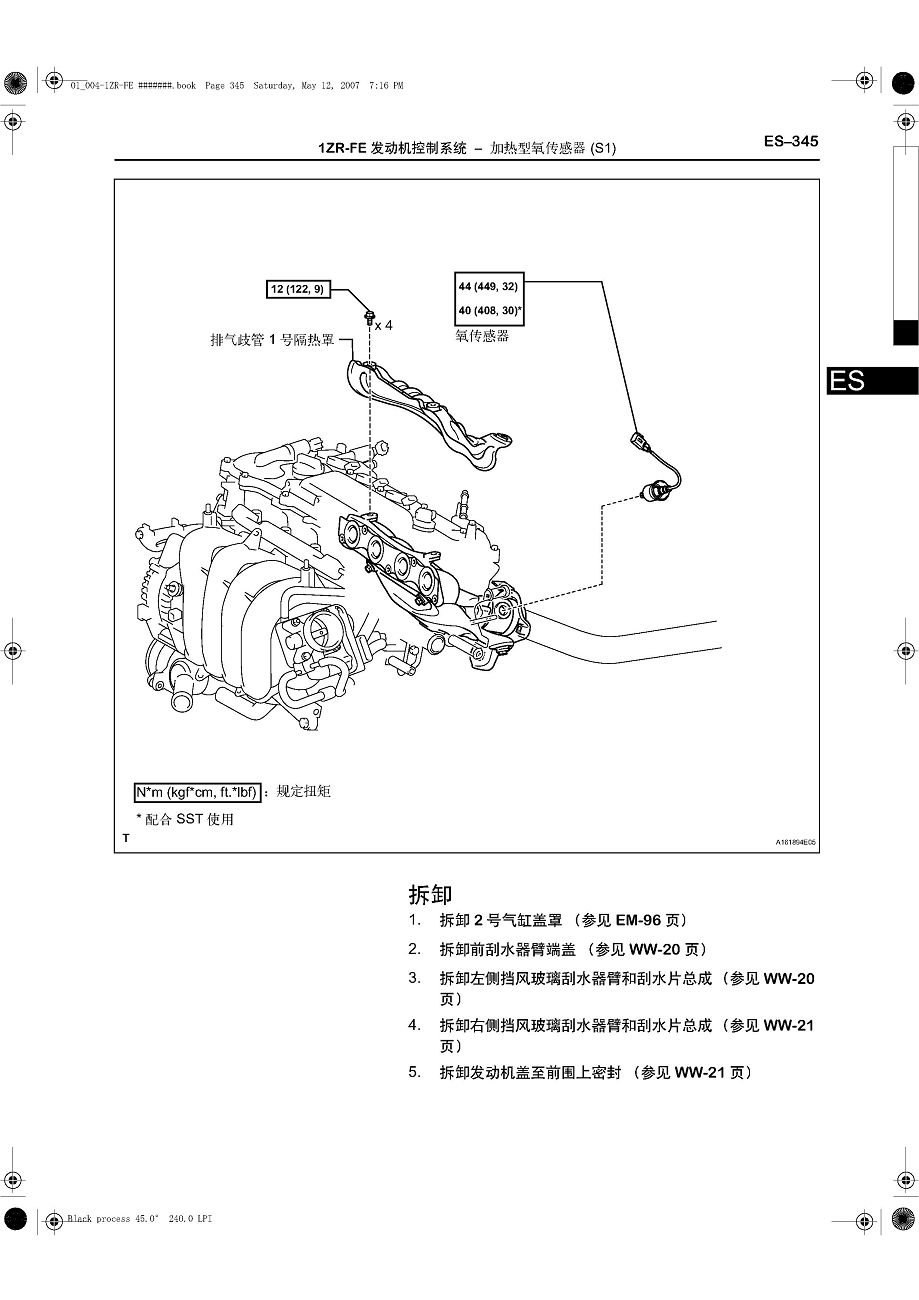 01_004-1ZR-FE #######.book  Page 345  Saturday, May 12, 2007  7:16 PM
1ZR-FE 发动机控制系统 – 加热型氧传感器 (S1)
ES–345
ES
12 (122, 9)
x 4
排气歧管 1 号隔热罩
44 (449, 32)
40 (408, 30)*
氧传感器
N*m (kgf*cm, ft.*lbf) : 规定扭矩
* 配合 SST 使用
T
A161894E05
拆卸
1. 拆卸 2 号气缸盖罩（参见 EM-96 页）
2. 拆卸前刮水器臂端盖（参见 WW-20 页）
3. 拆卸左侧挡风玻璃刮水器臂和刮水片总成（参见 WW-20
页）
4. 拆卸右侧挡风玻璃刮水器臂和刮水片总成（参见 WW-21
页）
5. 拆卸发动机盖至前围上密封（参见 WW-21 页）
Black process 45.0° 240.0 LPI